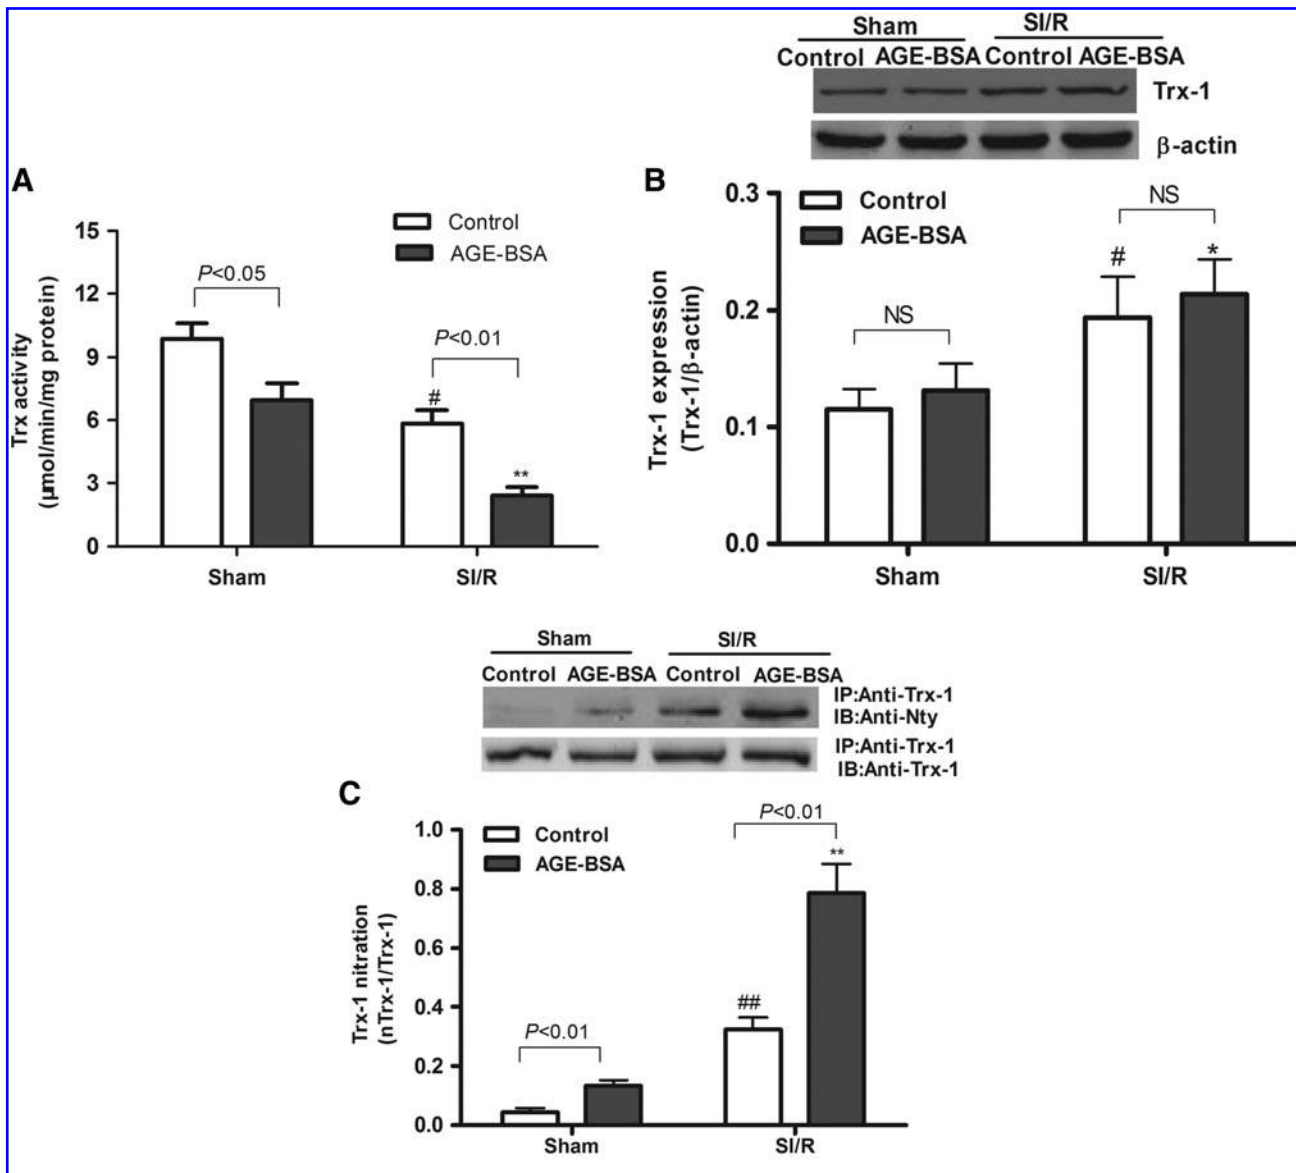 Sham SI/R
Control AGE-BSA Control AGE-BSA
Trx-1
β-actin
A
Trx activity
(µmol/min/mg protein)
15
12
9
6
3
0
Control
AGE-BSA
P<0.05
P<0.01
#
**
Sham SI/R
B
Trx-1 expression
(Trx-1/β-actin)
0.3
0.2
0.1
0.0
Control
AGE-BSA
NS
NS
#
*
Sham SI/R
Sham SI/R
Control AGE-BSA Control AGE-BSA
IP:Anti-Trx-1
IB:Anti-Nty
IP:Anti-Trx-1
IB:Anti-Trx-1
C
Trx-1 nitration
(nTrx-1/Trx-1)
1.0
0.8
0.6
0.4
0.2
0.0
Control
AGE-BSA
P<0.01
P<0.01
##
**
Sham SI/R